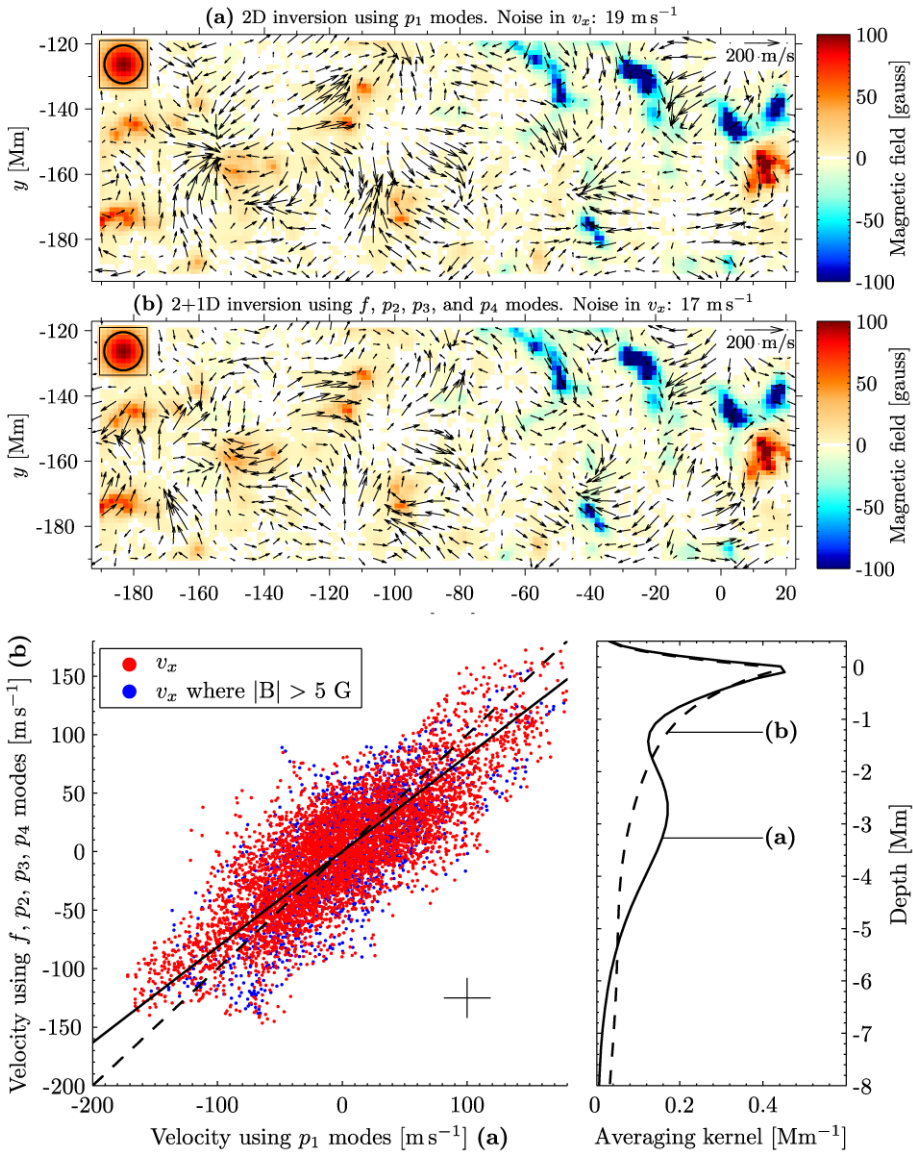 (a) 2D inversion using p₁ modes. Noise in vₓ: 19 m s⁻¹
-120
-140
-160
-180
y [Mm]
200 m/s
100
50
0
-50
-100
Magnetic field [gauss]
(b) 2+1D inversion using f, p₂, p₃, and p₄ modes. Noise in vₓ: 17 m s⁻¹
-120
-140
-160
-180
y [Mm]
200 m/s
100
50
0
-50
-100
Magnetic field [gauss]
-180 -160 -140 -120 -100 -80 -60 -40 -20 0 20
Velocity using f, p₂, p₃, p₄ modes [m s⁻¹] (b)
150
100
50
0
-50
-100
-150
-200
vₓ
vₓ where |B| > 5 G
-200 -100 0 100
Velocity using p₁ modes [m s⁻¹] (a)
(b)
(a)
0
-1
-2
-3
-4
-5
-6
-7
-8
Depth [Mm]
0 0.2 0.4
Averaging kernel [Mm⁻¹]